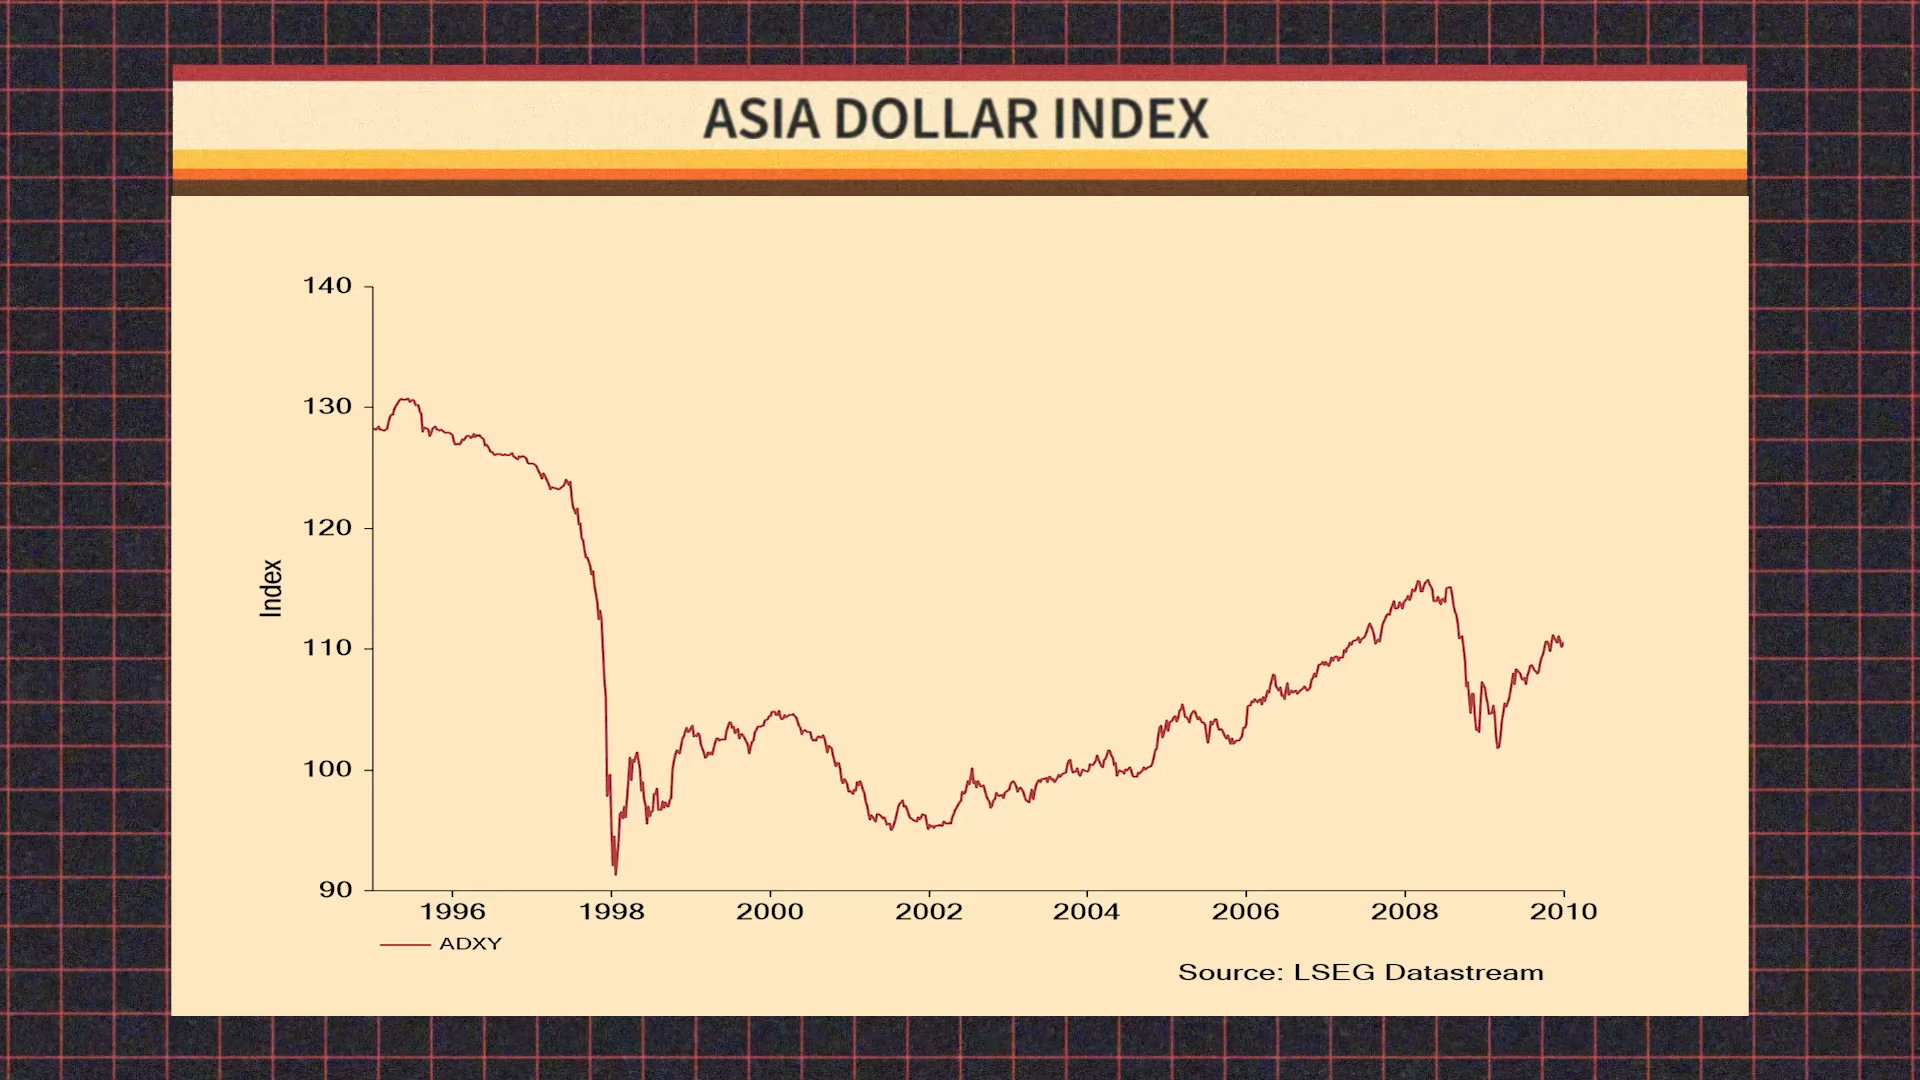 ASIA DOLLAR INDEX
140
130
120
110
100
90
Index
1996 1998 2000 2002 2004 2006 2008 2010
ADXY
Source: LSEG Datastream